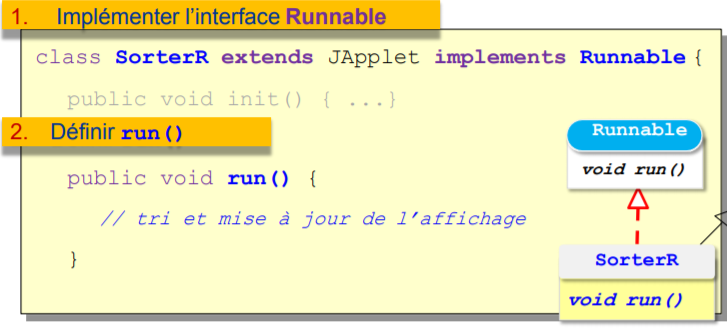 1. Implémenter l'interface Runnable
class SorterR extends JApplet implements Runnable {
public void init() { ...}
2. Définir run()
public void run() {
// tri et mise à jour de l'affichage
}
Runnable
void run()
SorterR
void run()